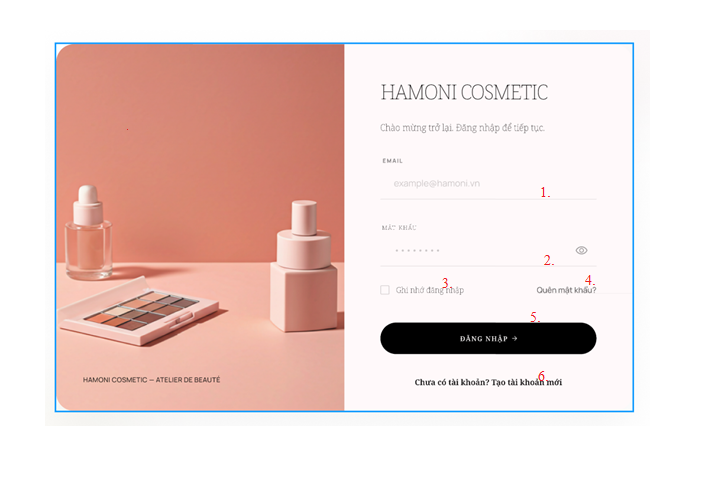 HAMONI COSMETIC
Chào mừng trở lại. Đăng nhập để tiếp tục.
EMAIL
example@hamoni.vn
1.
MẬT KHẨU
2.
3
4.
Ghi nhớ đăng nhập Quên mật khẩu?
5.
ĐĂNG NHẬP →
6
Chưa có tài khoản? Tạo tài khoản mới
HAMONI COSMETIC — ATELIER DE BEAUTÉ